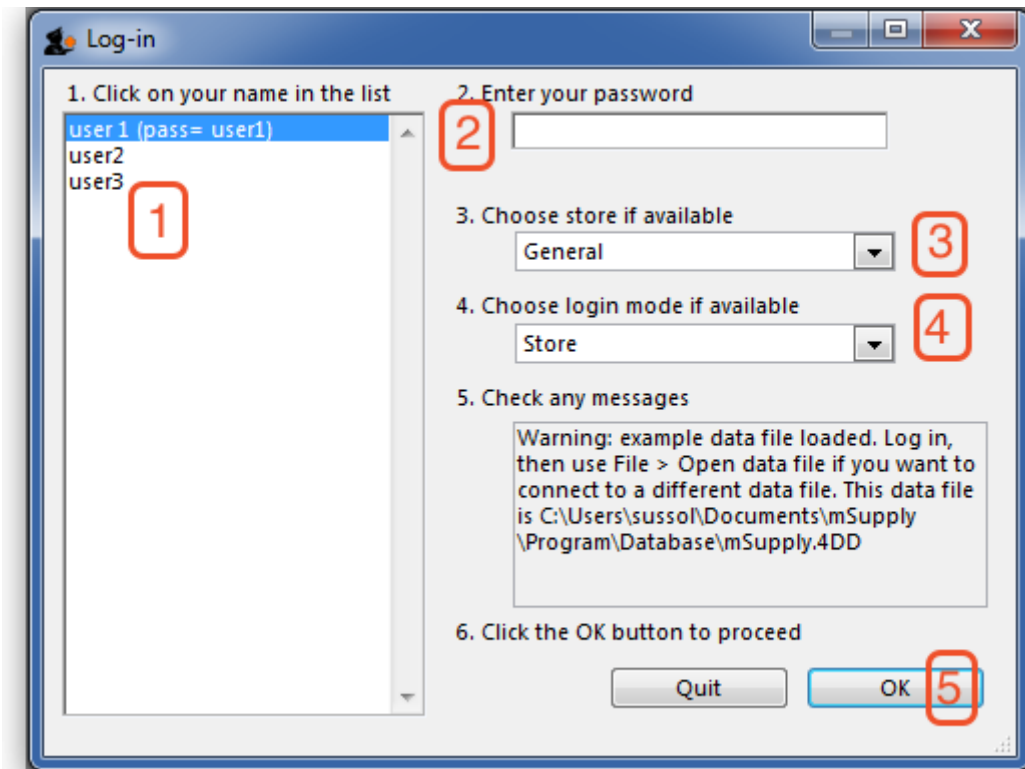 Log-in
1. Click on your name in the list
user 1 (pass= user1)
user2
user3
1
2. Enter your password
2
3. Choose store if available
General
3
4. Choose login mode if available
Store
4
5. Check any messages
Warning: example data file loaded. Log in,
then use File > Open data file if you want to
connect to a different data file. This data file
is C:\Users\sussol\Documents\mSupply
\Program\Database\mSupply.4DD
6. Click the OK button to proceed
Quit
OK
5